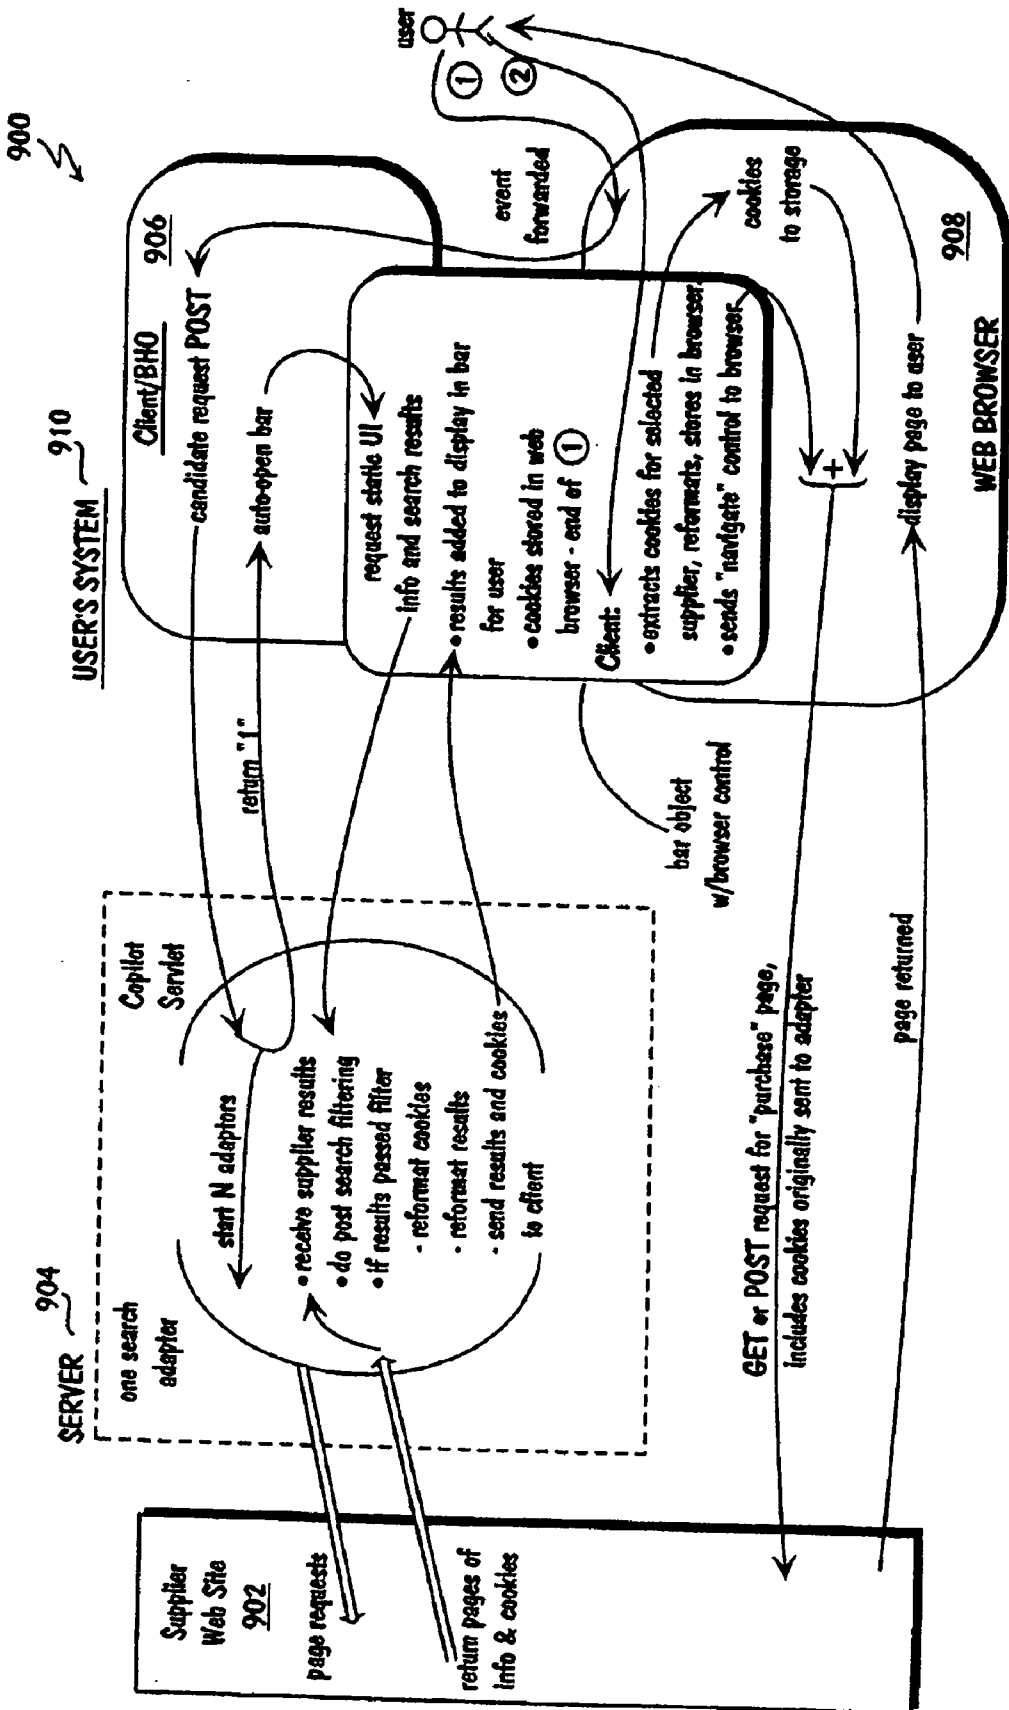 900
USER'S SYSTEM 910
Client/BHO 906
candidate request POST
auto-open bar
return "1"
request static UI
info and search results
• results added to display in bar
for user
• cookies stored in web
browser - end of ①
Client:
• extracts cookies for selected
supplier, reformats, stores in browser
• sends "navigate" control to browser
bar object
w/browser control
user
①
②
event
forwarded
cookies
to storage
+
display page to user
908
WEB BROWSER
SERVER 904
one search
adapter
Copilot
Servlet
start N adaptors
• receive supplier results
• do post search filtering
• if results passed filter
- reformat cookies
- reformat results
- send results and cookies
to client
Supplier
Web Site
902
page requests
return pages of
info & cookies
GET or POST request for "purchase" page,
includes cookies originally sent to adapter
page returned